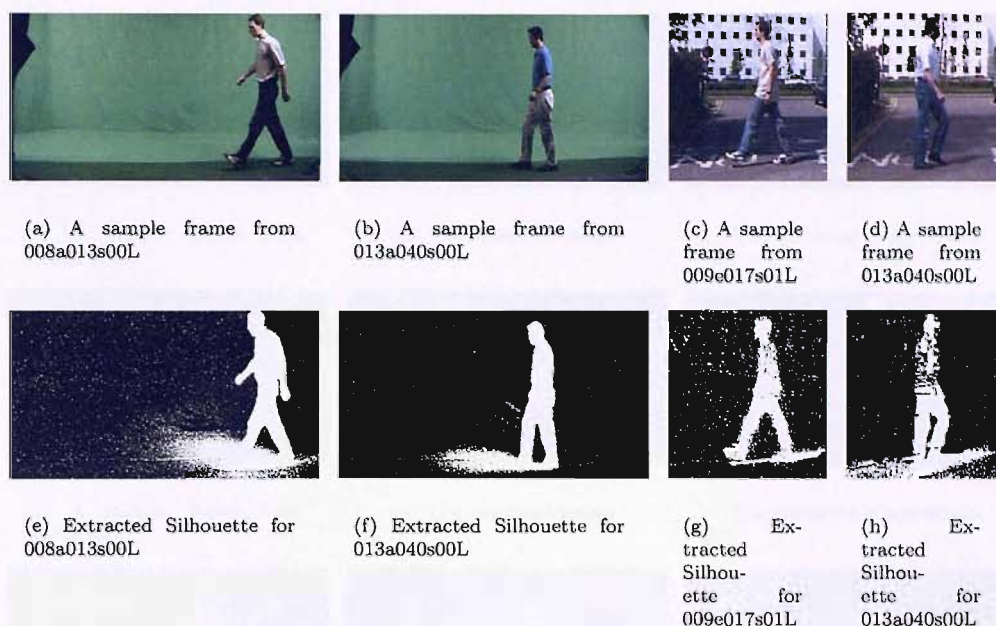 (a) A sample frame from
008a013s00L
(b) A sample frame from
013a040s00L
(c) A sample
frame from
009e017s01L
(d) A sample
frame from
013a040s00L
(e) Extracted Silhouette for
008a013s00L
(f) Extracted Silhouette for
013a040s00L
(g) Ex-
tracted
Silhou-
ette for
009e017s01L
(h) Ex-
tracted
Silhou-
ette for
013a040s00L